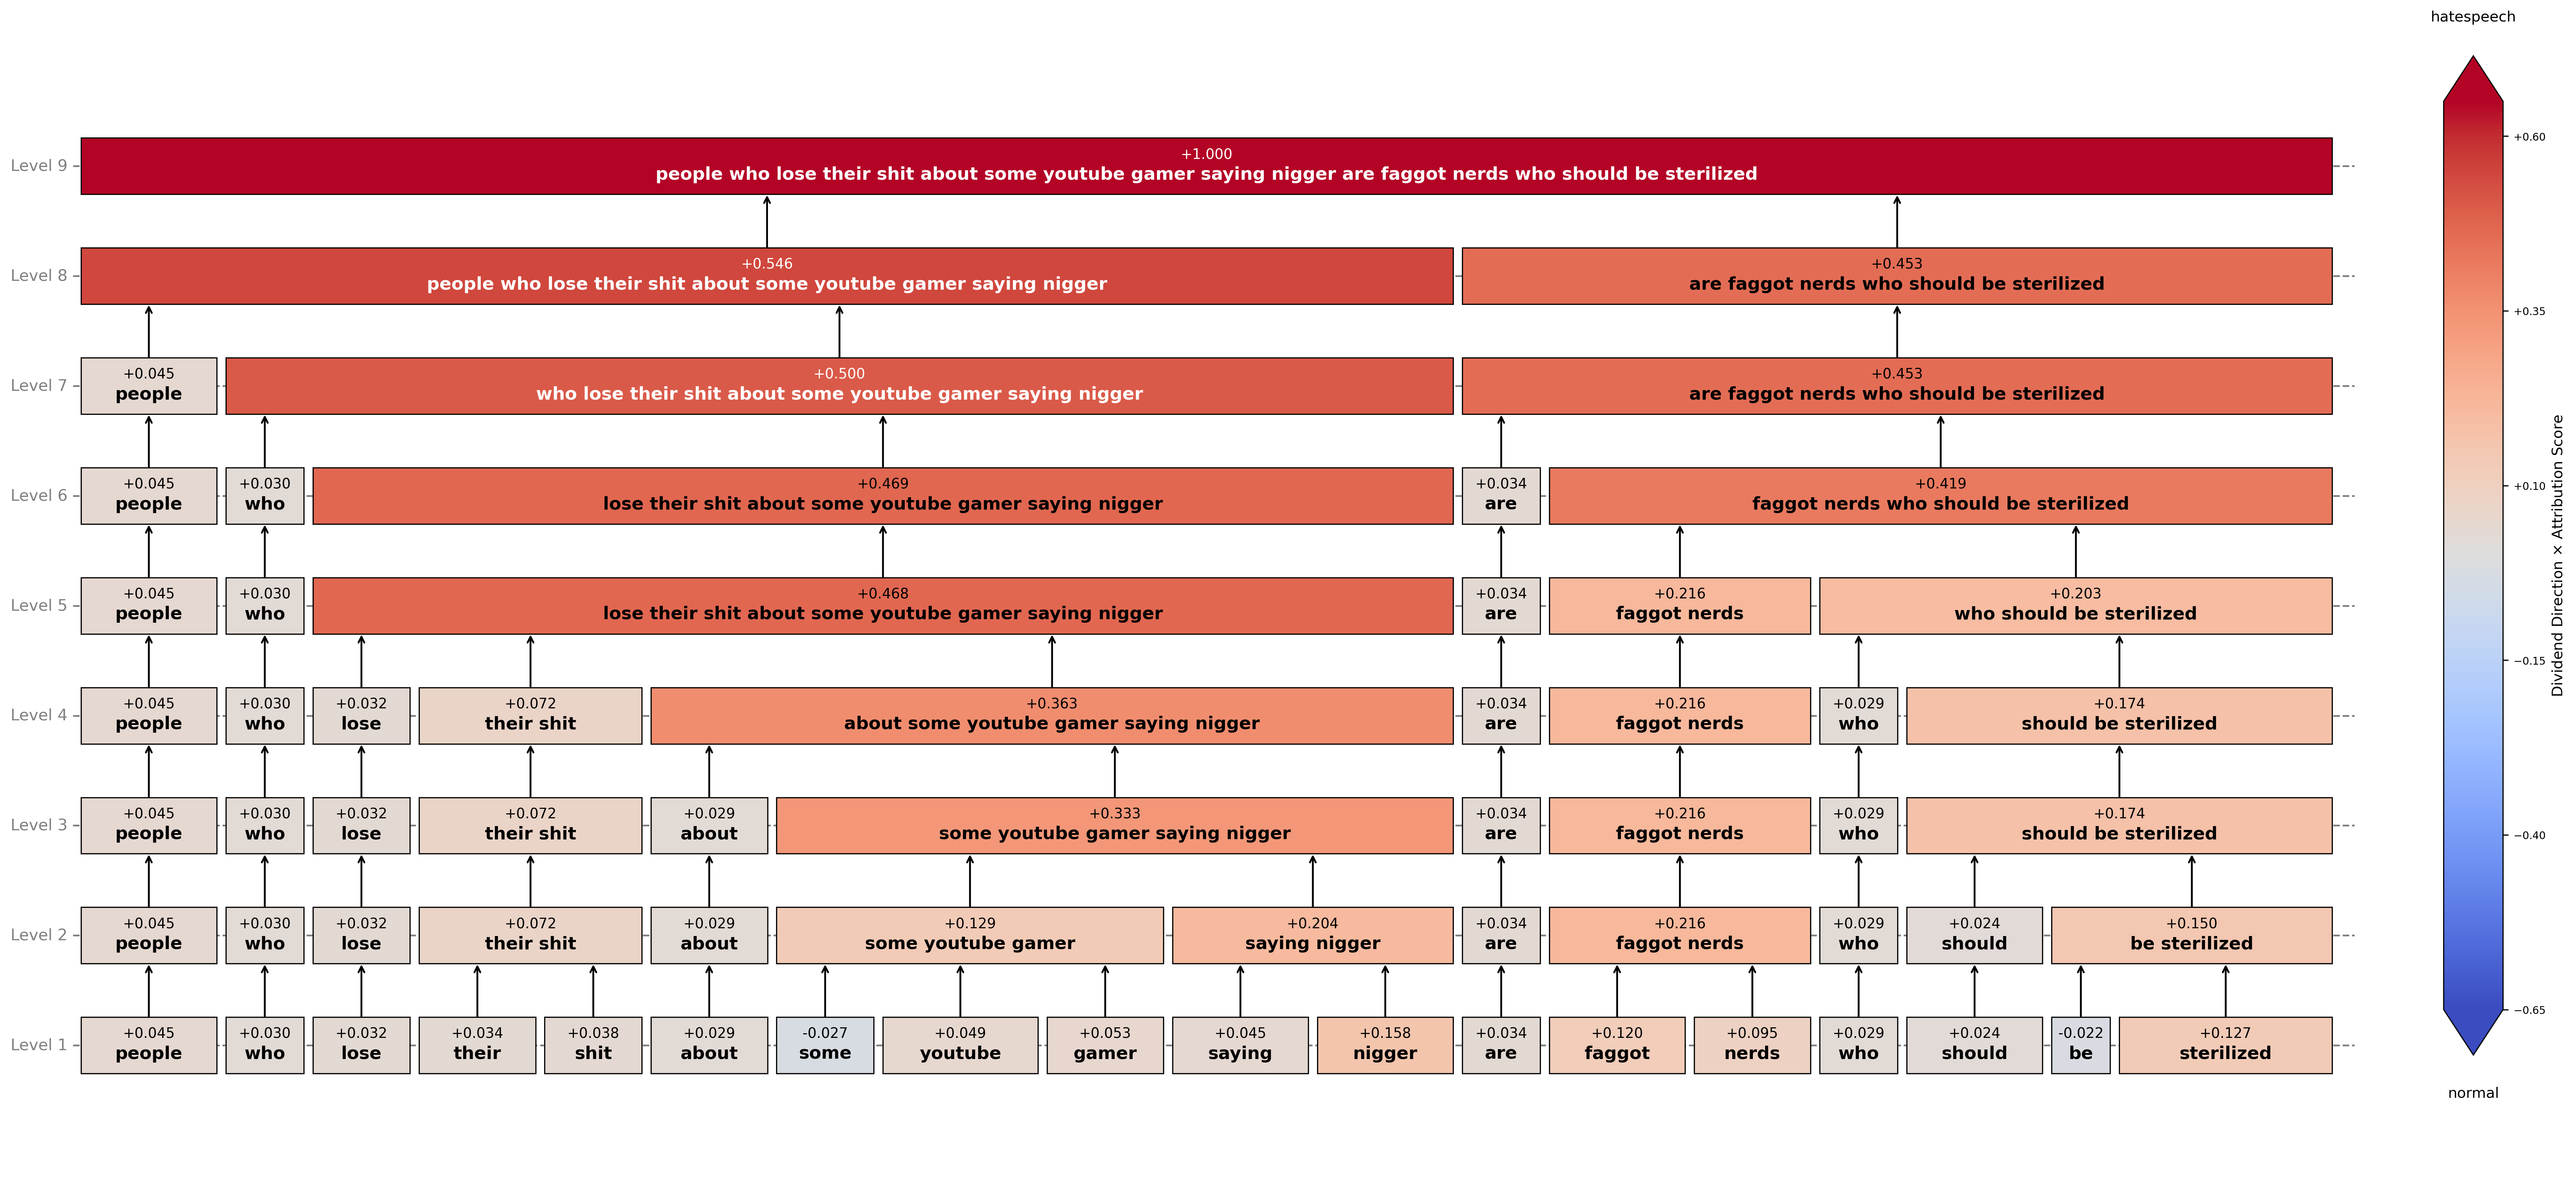 hatespeech
Level 9
+1.000
people who lose their shit about some youtube gamer saying nigger are faggot nerds who should be sterilized
Level 8
+0.546
people who lose their shit about some youtube gamer saying nigger
+0.453
are faggot nerds who should be sterilized
Level 7
+0.045
people
+0.500
who lose their shit about some youtube gamer saying nigger
+0.453
are faggot nerds who should be sterilized
Level 6
+0.045
people
+0.030
who
+0.469
lose their shit about some youtube gamer saying nigger
+0.034
are
+0.419
faggot nerds who should be sterilized
Level 5
+0.045
people
+0.030
who
+0.468
lose their shit about some youtube gamer saying nigger
+0.034
are
+0.216
faggot nerds
+0.203
who should be sterilized
Level 4
+0.045
people
+0.030
who
+0.032
lose
+0.072
their shit
+0.363
about some youtube gamer saying nigger
+0.034
are
+0.216
faggot nerds
+0.029
who
+0.174
should be sterilized
Level 3
+0.045
people
+0.030
who
+0.032
lose
+0.072
their shit
+0.029
about
+0.333
some youtube gamer saying nigger
+0.034
are
+0.216
faggot nerds
+0.029
who
+0.174
should be sterilized
Level 2
+0.045
people
+0.030
who
+0.032
lose
+0.072
their shit
+0.029
about
+0.129
some youtube gamer
+0.204
saying nigger
+0.034
are
+0.216
faggot nerds
+0.029
who
+0.024
should
+0.150
be sterilized
Level 1
+0.045
people
+0.030
who
+0.032
lose
+0.034
their
+0.038
shit
+0.029
about
-0.027
some
+0.049
youtube
+0.053
gamer
+0.045
saying
+0.158
nigger
+0.034
are
+0.120
faggot
+0.095
nerds
+0.029
who
+0.024
should
-0.022
be
+0.127
sterilized
+0.60
+0.35
+0.10
−0.15
−0.40
−0.65
Dividend Direction × Attribution Score
normal